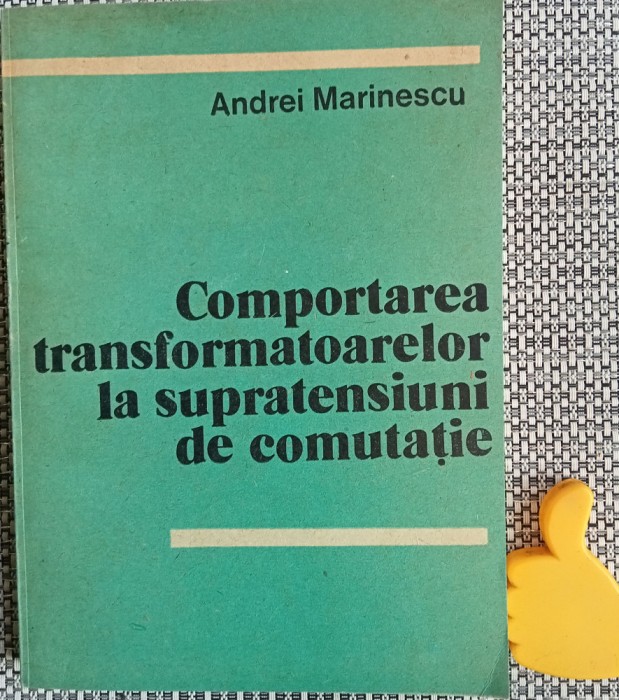 Andrei Marinescu
Comportarea
transformatoarelor
la supratensiuni
de comutație